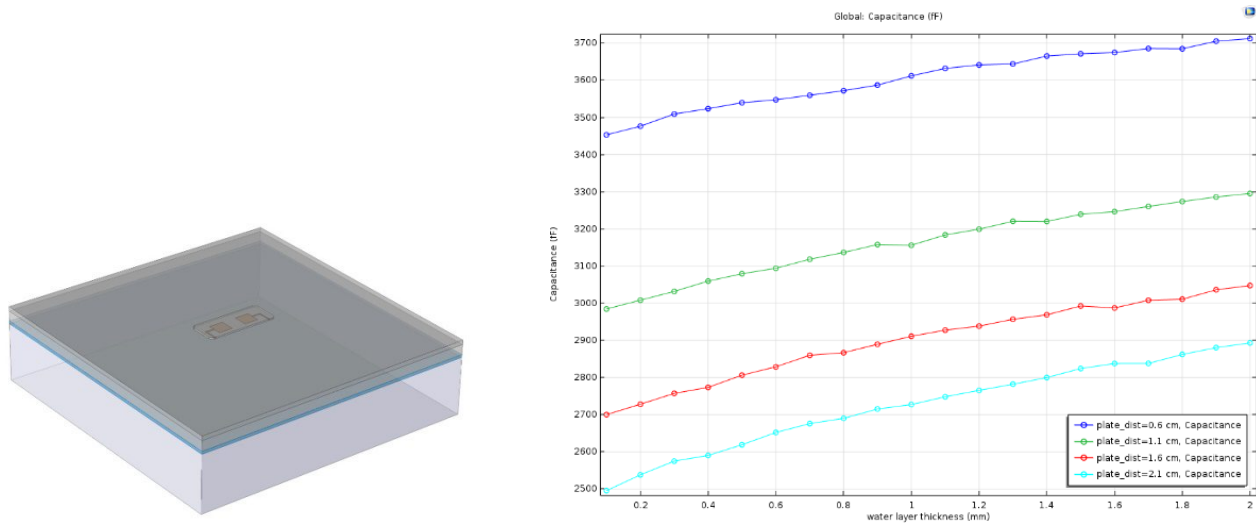 Global: Capacitance (fF)
3700
3600
3500
3400
3300
3200
3100
3000
2900
2800
2700
2600
2500
Capacitance (fF)
0.2 0.4 0.6 0.8 1 1.2 1.4 1.6 1.8 2
water layer thickness (mm)
plate_dist=0.6 cm, Capacitance
plate_dist=1.1 cm, Capacitance
plate_dist=1.6 cm, Capacitance
plate_dist=2.1 cm, Capacitance